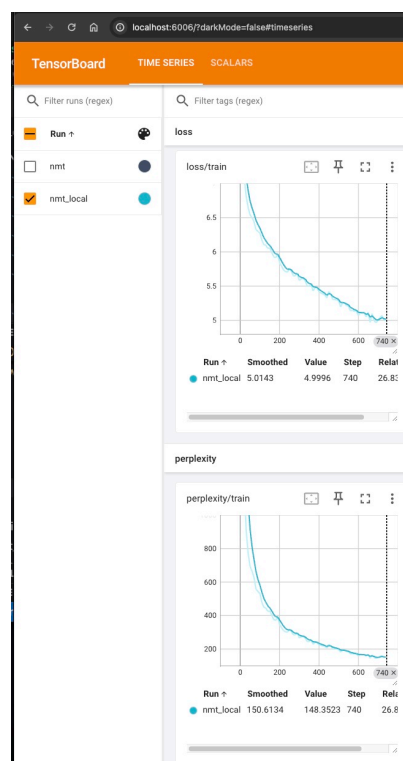 localhost:6006/?darkMode=false#timeseries
TensorBoard TIME SERIES SCALARS
Filter runs (regex)
Filter tags (regex)
Run
nmt
nmt_local
loss
loss/train
6.5
6
5.5
5
0 200 400 600 740
Run Smoothed Value Step Relat
nmt_local 5.0143 4.9996 740 26.83
perplexity
perplexity/train
800
600
400
200
0 200 400 600 740
Run Smoothed Value Step Rela
nmt_local 150.6134 148.3523 740 26.8